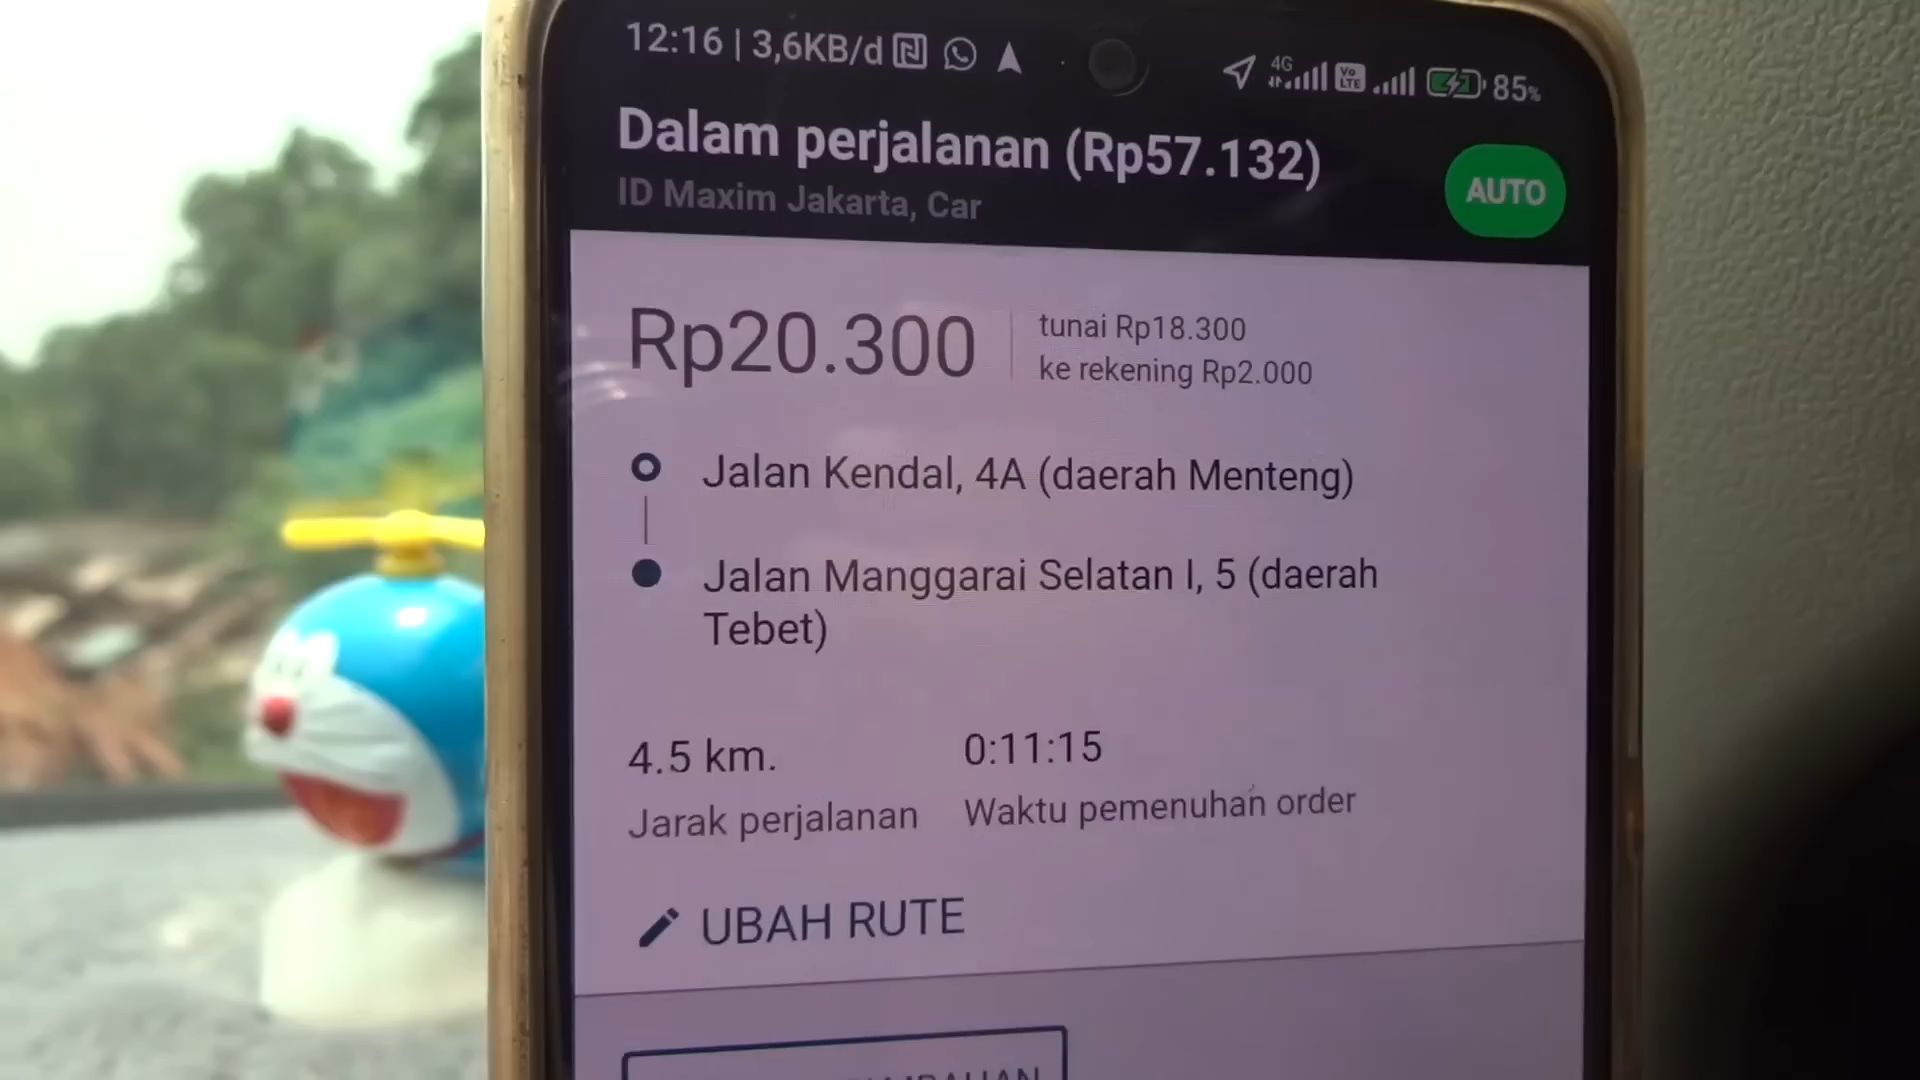 12:16 | 3,6KB/d
4G
Vo
LTE
85%
Dalam perjalanan (Rp57.132)
ID Maxim Jakarta, Car
AUTO
Rp20.300
tunai Rp18.300
ke rekening Rp2.000
Jalan Kendal, 4A (daerah Menteng)
Jalan Manggarai Selatan I, 5 (daerah
Tebet)
4.5 km.
Jarak perjalanan
0:11:15
Waktu pemenuhan order
UBAH RUTE